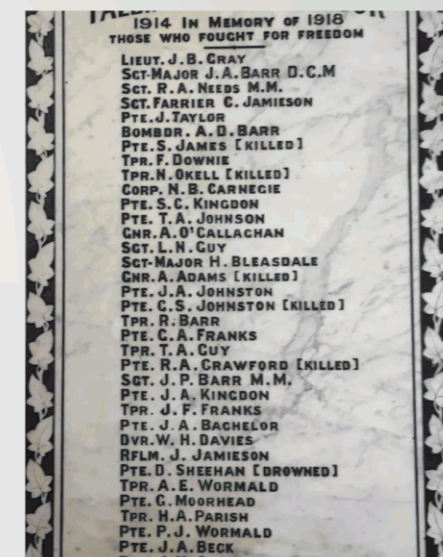 1914 IN MEMORY OF 1918
THOSE WHO FOUGHT FOR FREEDOM
LIEUT. J. B. GRAY
SGT-MAJOR J. A. BARR D.C.M
SGT. R. A. NEEDS M.M.
SGT. FARRIER C. JAMIESON
PTE. J. TAYLOR
BOMBDR. A. D. BARR
PTE. S. JAMES [KILLED]
TPR. F. DOWNIE
TPR. N. OKELL [KILLED]
CORP. N. B. CARNEGIE
PTE. S. C. KINGDON
PTE. T. A. JOHNSON
GNR. A. O'CALLAGHAN
SGT. L. N. GUY
SGT-MAJOR H. BLEASDALE
GNR. A. ADAMS [KILLED]
PTE. J. A. JOHNSTON
PTE. G. S. JOHNSTON [KILLED]
TPR. R. BARR
PTE. C. A. FRANKS
TPR. T. A. GUY
PTE. R. A. CRAWFORD [KILLED]
SGT. J. P. BARR M.M.
PTE. J. A. KINGDON
TPR. J. F. FRANKS
PTE. J. A. BACHELOR
DVR. W. H. DAVIES
RFLM. J. JAMIESON
PTE. D. SHEEHAN [DROWNED]
TPR. A. E. WORMALD
PTE. G. MOORHEAD
TPR. H. A. PARISH
PTE. P. J. WORMALD
PTE. J. A. BECK